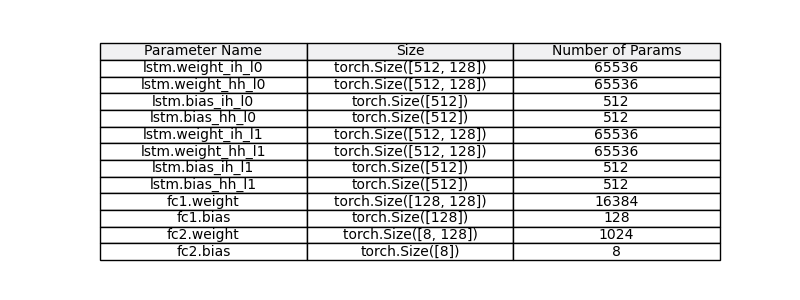 Parameter Name Size Number of Params
lstm.weight_ih_l0 torch.Size([512, 128]) 65536
lstm.weight_hh_l0 torch.Size([512, 128]) 65536
lstm.bias_ih_l0 torch.Size([512]) 512
lstm.bias_hh_l0 torch.Size([512]) 512
lstm.weight_ih_l1 torch.Size([512, 128]) 65536
lstm.weight_hh_l1 torch.Size([512, 128]) 65536
lstm.bias_ih_l1 torch.Size([512]) 512
lstm.bias_hh_l1 torch.Size([512]) 512
fc1.weight torch.Size([128, 128]) 16384
fc1.bias torch.Size([128]) 128
fc2.weight torch.Size([8, 128]) 1024
fc2.bias torch.Size([8]) 8